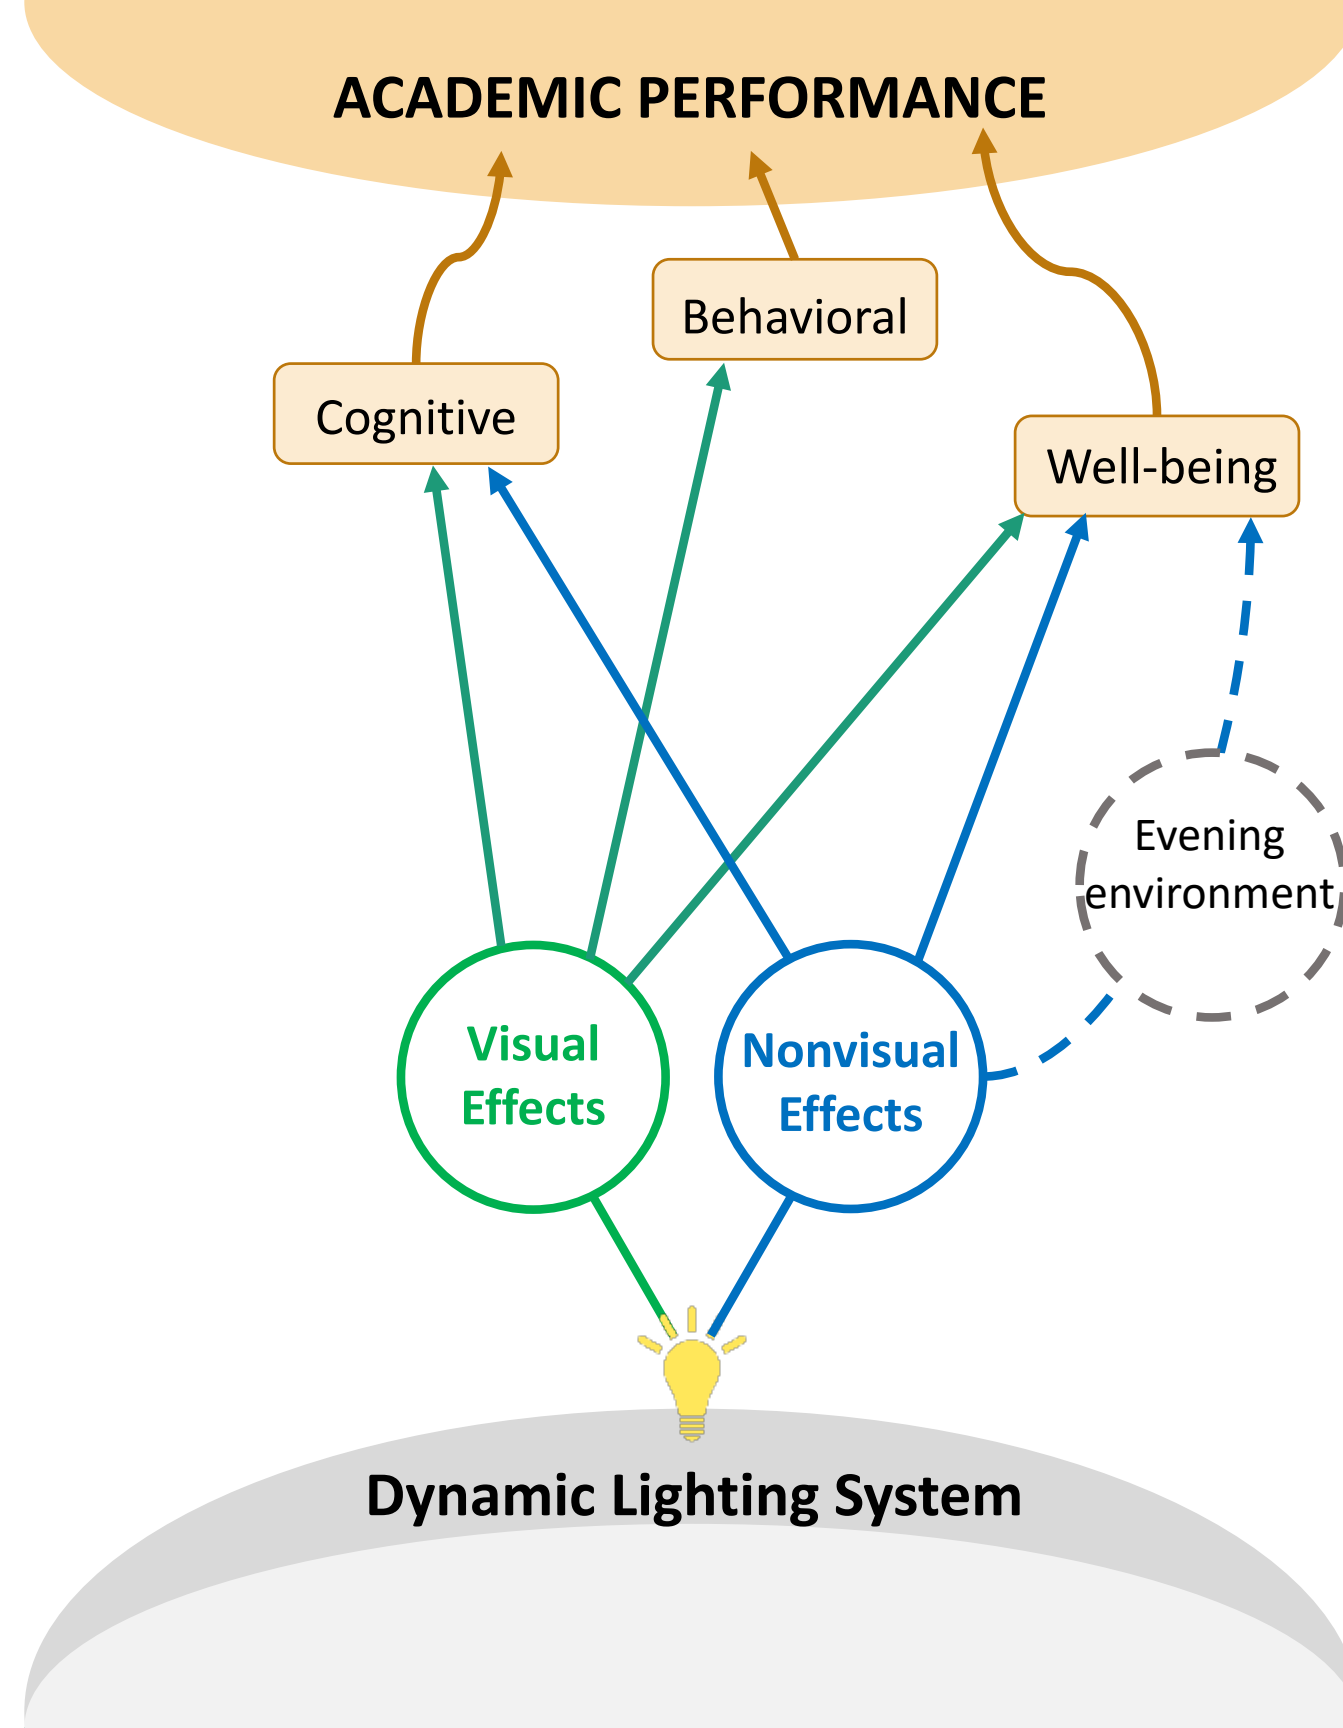 ACADEMIC PERFORMANCE
Behavioral
Cognitive
Well-being
Evening
environment
Visual
Effects
Nonvisual
Effects
Dynamic Lighting System